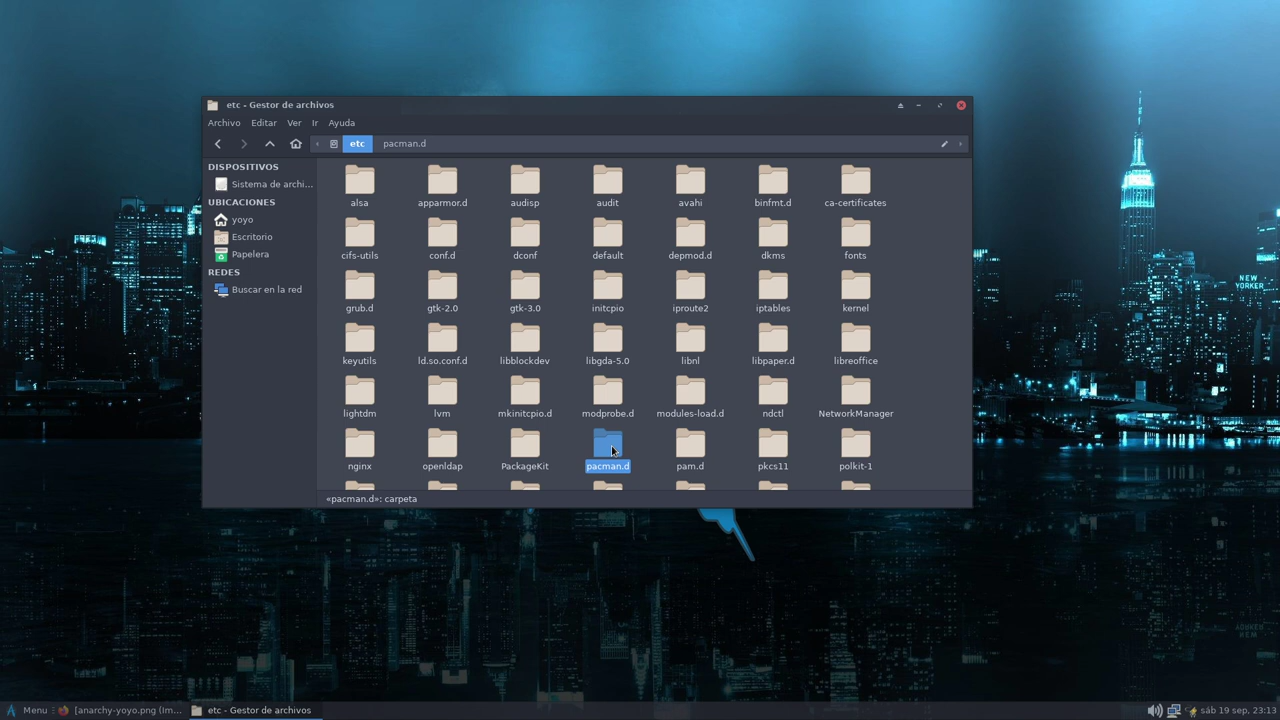 etc - Gestor de archivos
Archivo Editar Ver Ir Ayuda
etc pacman.d
DISPOSITIVOS
Sistema de archi...
UBICACIONES
yoyo
Escritorio
Papelera
REDES
Buscar en la red
alsa apparmor.d audisp audit avahi binfmt.d ca-certificates
cifs-utils conf.d dconf default depmod.d dkms fonts
grub.d gtk-2.0 gtk-3.0 initcpio iproute2 iptables kernel
keyutils ld.so.conf.d libblockdev libgda-5.0 libnl libpaper.d libreoffice
lightdm lvm mkinitcpio.d modprobe.d modules-load.d ndctl NetworkManager
nginx openldap PackageKit pacman.d pam.d pkcs11 polkit-1
«pacman.d»: carpeta
NEW
YORKER
Menu [anarchy-yoyo.png (Im... etc - Gestor de archivos sáb 19 sep, 23:13